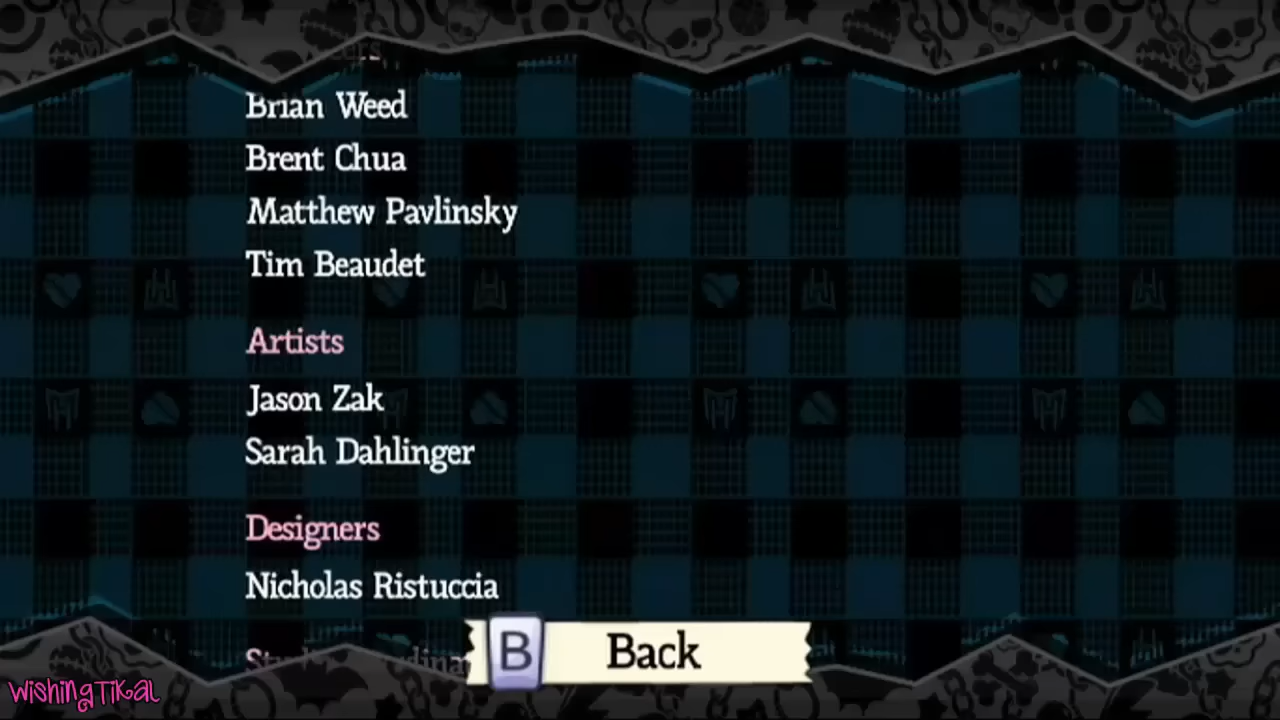 Brian Weed
Brent Chua
Matthew Pavlinsky
Tim Beaudet
Artists
Jason Zak
Sarah Dahlinger
Designers
Nicholas Ristuccia
B Back
WishingTikal